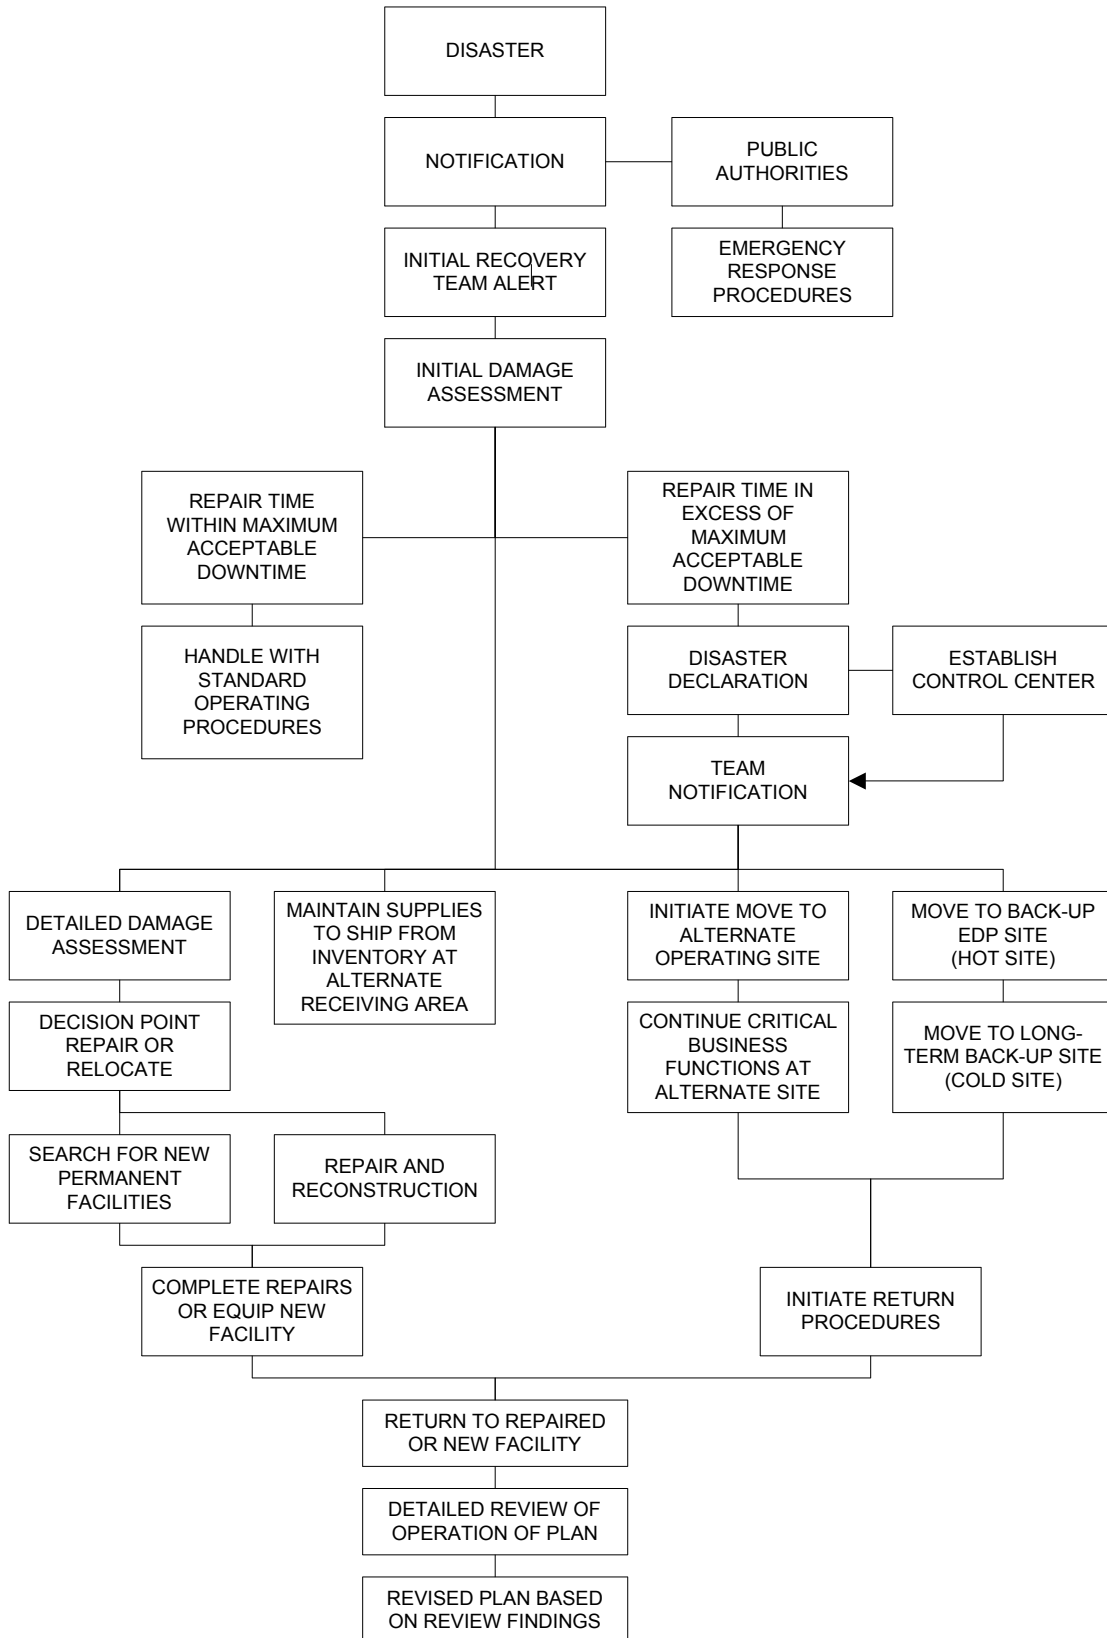 DISASTER
NOTIFICATION
PUBLIC
AUTHORITIES
INITIAL RECOVERY
TEAM ALERT
EMERGENCY
RESPONSE
PROCEDURES
INITIAL DAMAGE
ASSESSMENT
REPAIR TIME
WITHIN MAXIMUM
ACCEPTABLE
DOWNTIME
REPAIR TIME IN
EXCESS OF
MAXIMUM
ACCEPTABLE
DOWNTIME
HANDLE WITH
STANDARD
OPERATING
PROCEDURES
DISASTER
DECLARATION
ESTABLISH
CONTROL CENTER
TEAM
NOTIFICATION
DETAILED DAMAGE
ASSESSMENT
MAINTAIN SUPPLIES
TO SHIP FROM
INVENTORY AT
ALTERNATE
RECEIVING AREA
INITIATE MOVE TO
ALTERNATE
OPERATING SITE
MOVE TO BACK-UP
EDP SITE
(HOT SITE)
DECISION POINT
REPAIR OR
RELOCATE
CONTINUE CRITICAL
BUSINESS
FUNCTIONS AT
ALTERNATE SITE
MOVE TO LONG-
TERM BACK-UP SITE
(COLD SITE)
SEARCH FOR NEW
PERMANENT
FACILITIES
REPAIR AND
RECONSTRUCTION
COMPLETE REPAIRS
OR EQUIP NEW
FACILITY
INITIATE RETURN
PROCEDURES
RETURN TO REPAIRED
OR NEW FACILITY
DETAILED REVIEW OF
OPERATION OF PLAN
REVISED PLAN BASED
ON REVIEW FINDINGS